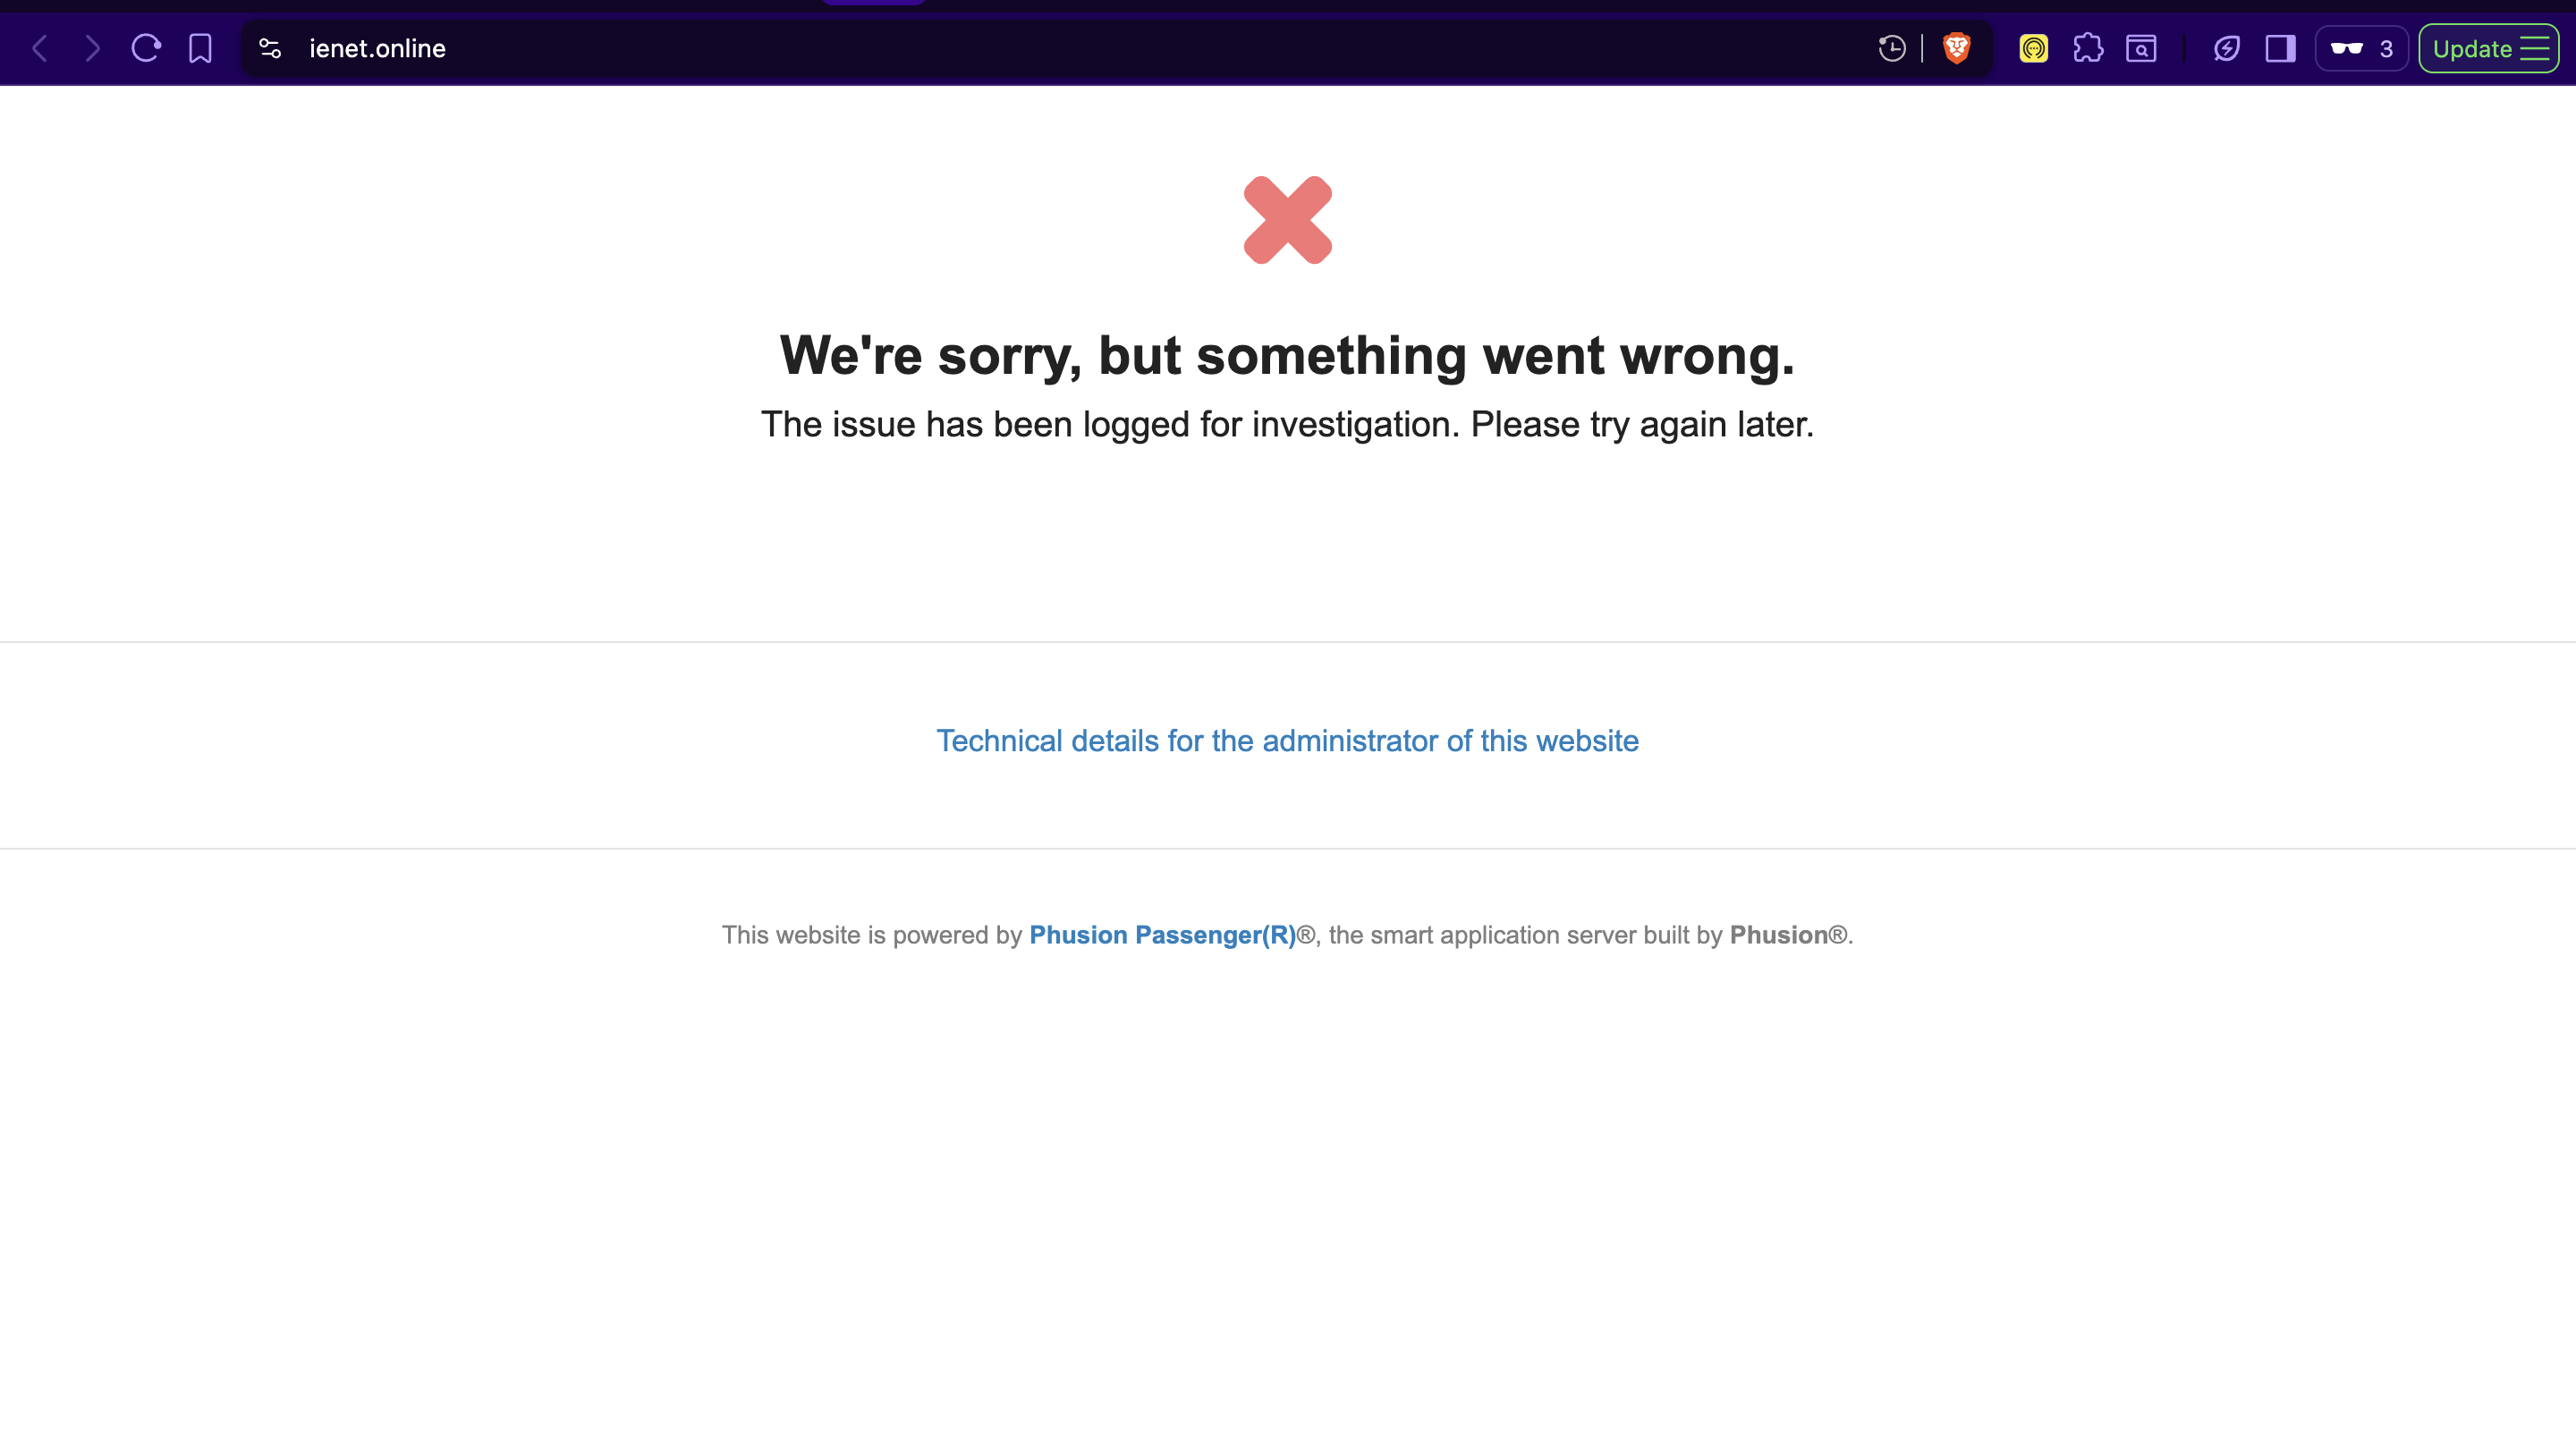 ienet.online
3
Update
We're sorry, but something went wrong.
The issue has been logged for investigation. Please try again later.
Technical details for the administrator of this website
This website is powered by Phusion Passenger(R)®, the smart application server built by Phusion®.